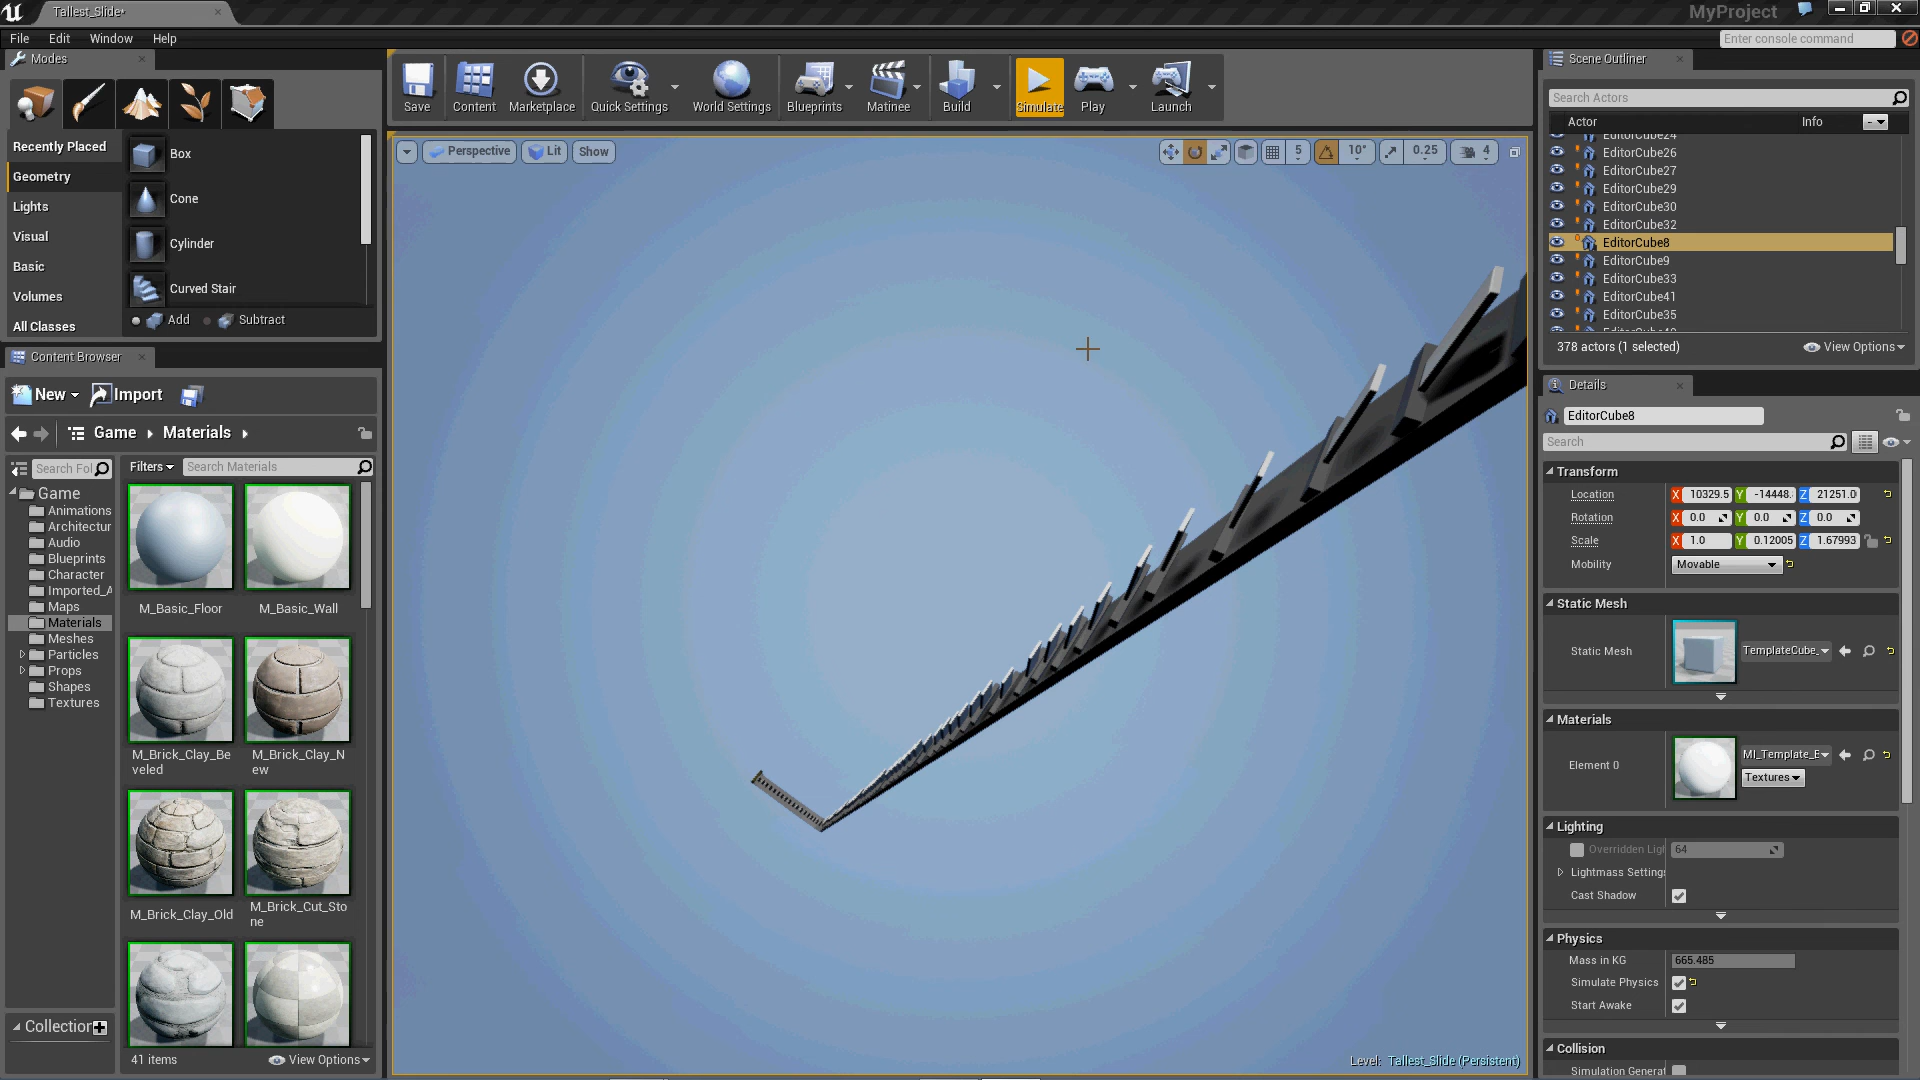 Tallest_Slide*
MyProject
File Edit Window Help
Enter console command
Modes
Recently Placed
Geometry
Lights
Visual
Basic
Volumes
All Classes
Box
Cone
Cylinder
Curved Stair
Add Subtract
Content Browser
New Import
Game Materials
Search Fol
Filters Search Materials
Game
Animations
Architectur
Audio
Blueprints
Character
Imported_A
Maps
Materials
Meshes
Particles
Props
Shapes
Textures
M_Basic_Floor
M_Basic_Wall
M_Brick_Clay_Be
veled
M_Brick_Clay_N
ew
M_Brick_Clay_Old
M_Brick_Cut_Sto
ne
Collection
41 items View Options
Save Content Marketplace Quick Settings World Settings Blueprints Matinee Build Simulate Play Launch
Perspective Lit Show
5 10° 0.25 4
Level: Tallest_Slide (Persistent)
Scene Outliner
Search Actors
Actor Info
EditorCube24
EditorCube26
EditorCube27
EditorCube29
EditorCube30
EditorCube32
EditorCube8
EditorCube9
EditorCube33
EditorCube41
EditorCube35
378 actors (1 selected) View Options
Details
EditorCube8
Search
Transform
Location X 10329.5 Y -14448. Z 21251.0
Rotation X 0.0 Y 0.0 Z 0.0
Scale X 1.0 Y 0.12005 Z 1.67993
Mobility Movable
Static Mesh
Static Mesh TemplateCube_
Materials
Element 0 MI_Template_B
Textures
Lighting
Overridden Ligh 64
Lightmass Settings
Cast Shadow
Physics
Mass in KG 665.485
Simulate Physics
Start Awake
Collision
Simulation Generat